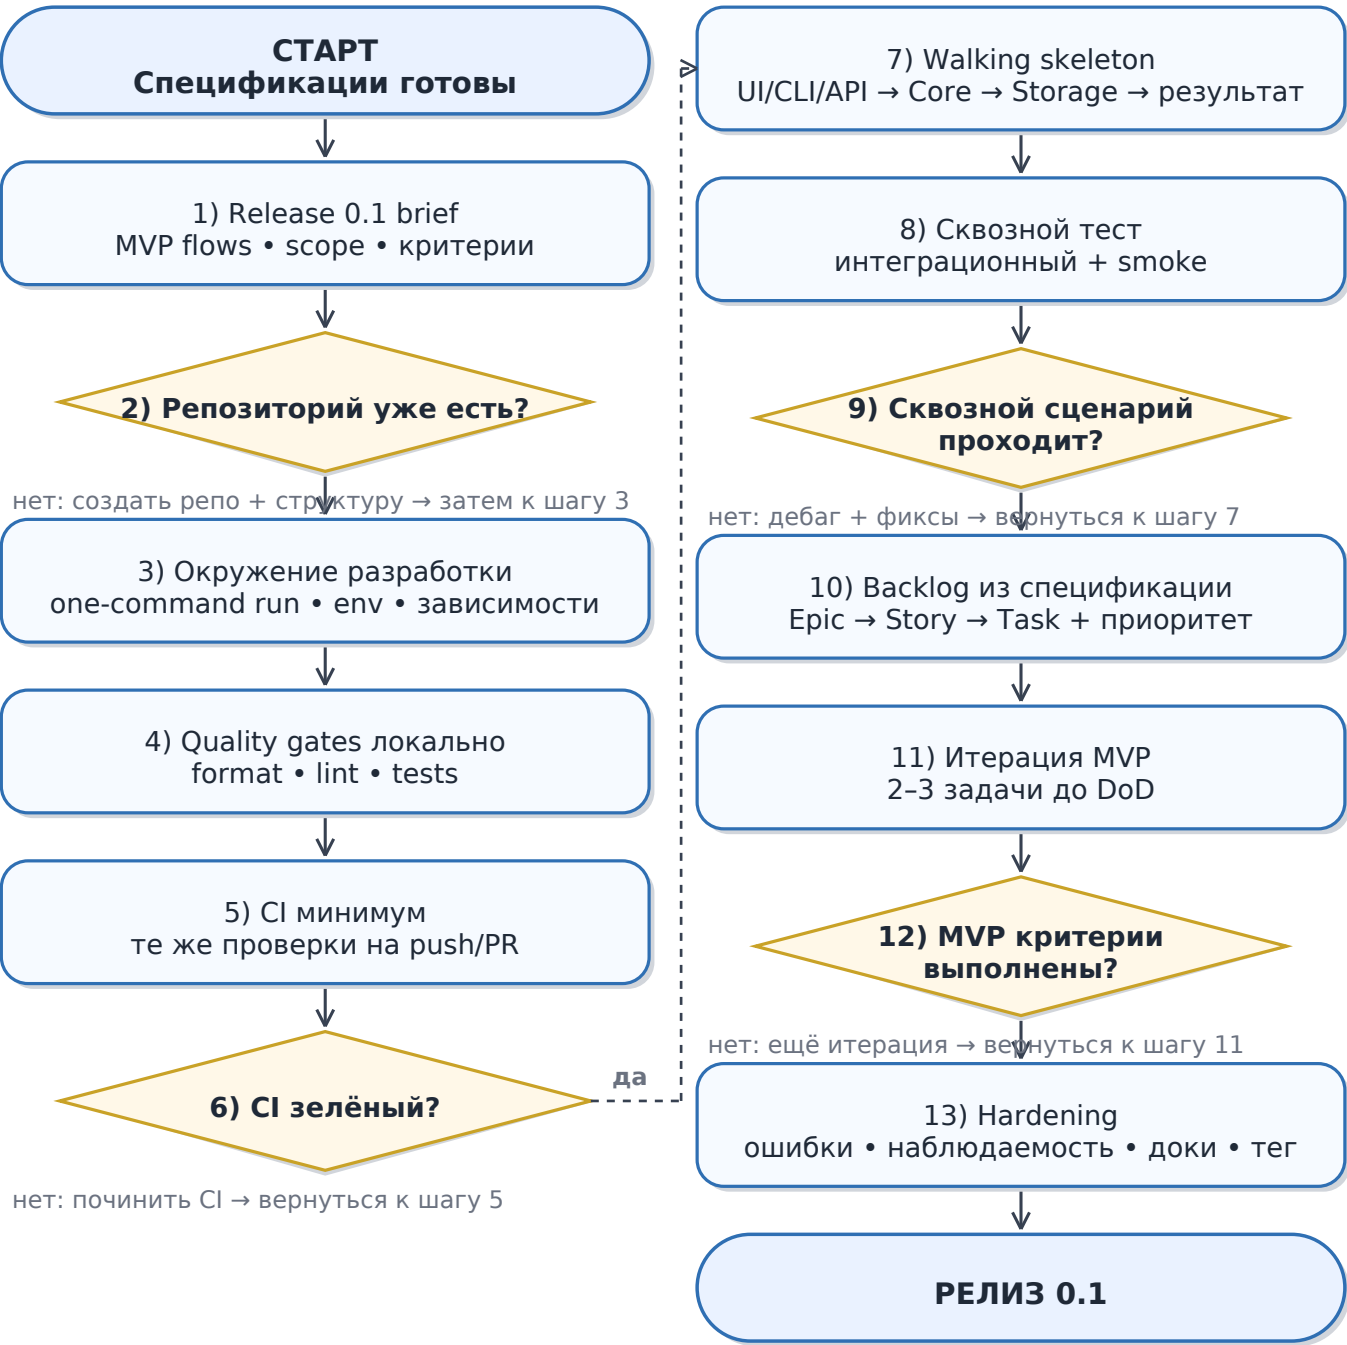 СТАРТ
Спецификации готовы
1) Release 0.1 brief
MVP flows • scope • критерии
2) Репозиторий уже есть?
нет: создать репо + структуру → затем к шагу 3
3) Окружение разработки
one-command run • env • зависимости
4) Quality gates локально
format • lint • tests
5) CI минимум
те же проверки на push/PR
6) CI зелёный?
да
нет: починить CI → вернуться к шагу 5
7) Walking skeleton
UI/CLI/API → Core → Storage → результат
8) Сквозной тест
интеграционный + smoke
9) Сквозной сценарий
проходит?
нет: дебаг + фиксы → вернуться к шагу 7
10) Backlog из спецификации
Epic → Story → Task + приоритет
11) Итерация MVP
2–3 задачи до DoD
12) MVP критерии
выполнены?
нет: ещё итерация → вернуться к шагу 11
13) Hardening
ошибки • наблюдаемость • доки • тег
РЕЛИЗ 0.1